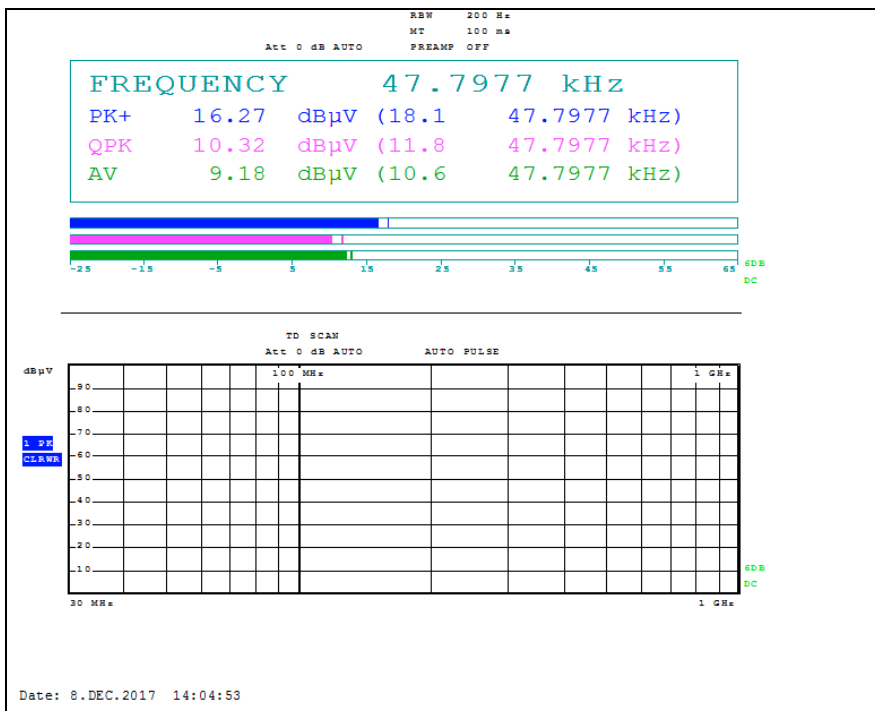 RBW 200 Hz
MT 100 ms
Att 0 dB AUTO PREAMP OFF
FREQUENCY 47.7977 kHz
PK+ 16.27 dBµV (18.1 47.7977 kHz)
QPK 10.32 dBµV (11.8 47.7977 kHz)
AV 9.18 dBµV (10.6 47.7977 kHz)
-25 -15 -5 5 15 25 35 45 55 65
6DB
DC
TD SCAN
Att 0 dB AUTO AUTO PULSE
dBµV
100 MHz 1 GHz
90
80
70
1 PK
60
CLRWR
50
40
30
20
10
6DB
DC
30 MHz 1 GHz
Date: 8.DEC.2017 14:04:53